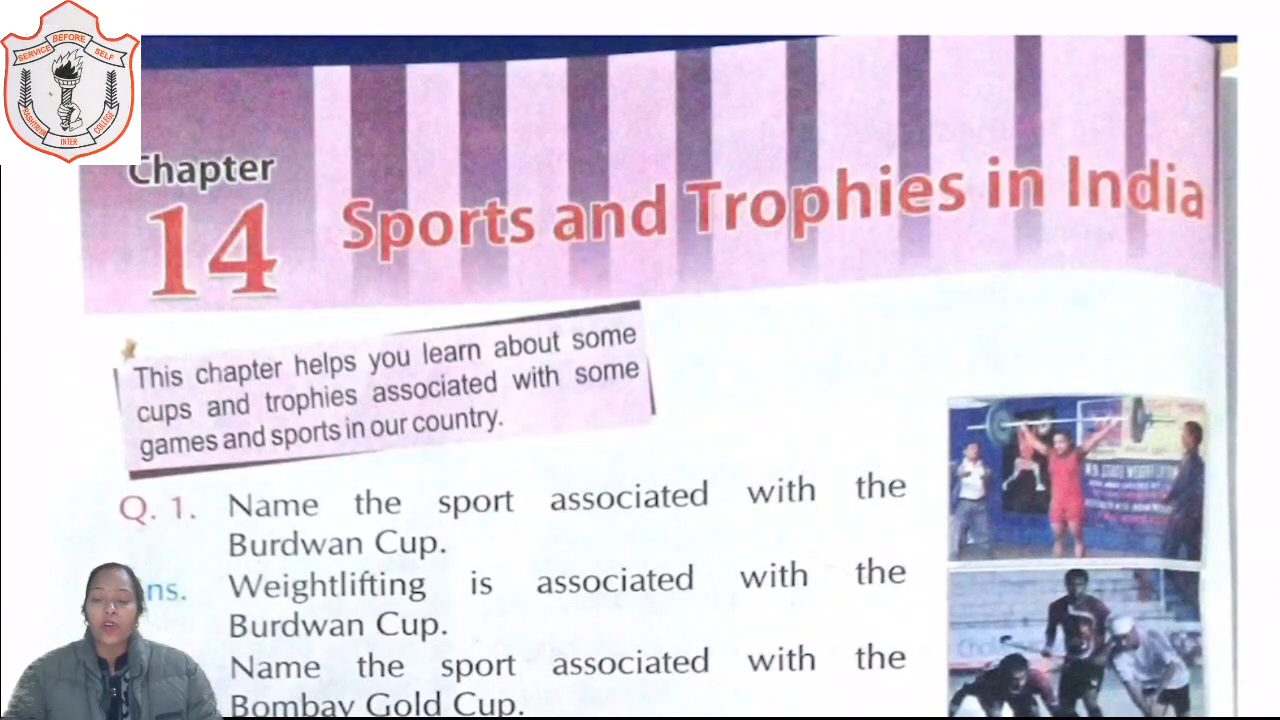 SERVICE BEFORE SELF
RASHTRIYA INTER COLLEGE
Chapter
14
Sports and Trophies in India
This chapter helps you learn about some
cups and trophies associated with some
games and sports in our country.
Q. 1. Name the sport associated with the
Burdwan Cup.
ns. Weightlifting is associated with the
Burdwan Cup.
Name the sport associated with the
Bombay Gold Cup.